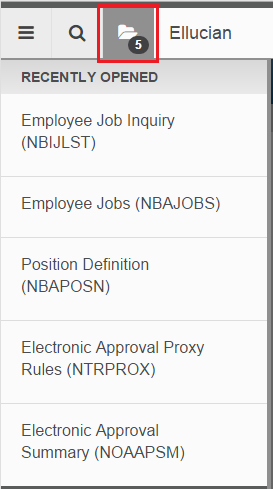 5 Ellucian
RECENTLY OPENED
Employee Job Inquiry
(NBIJLST)
Employee Jobs (NBAJOBS)
Position Definition
(NBAPOSN)
Electronic Approval Proxy
Rules (NTRPROX)
Electronic Approval
Summary (NOAAPSM)